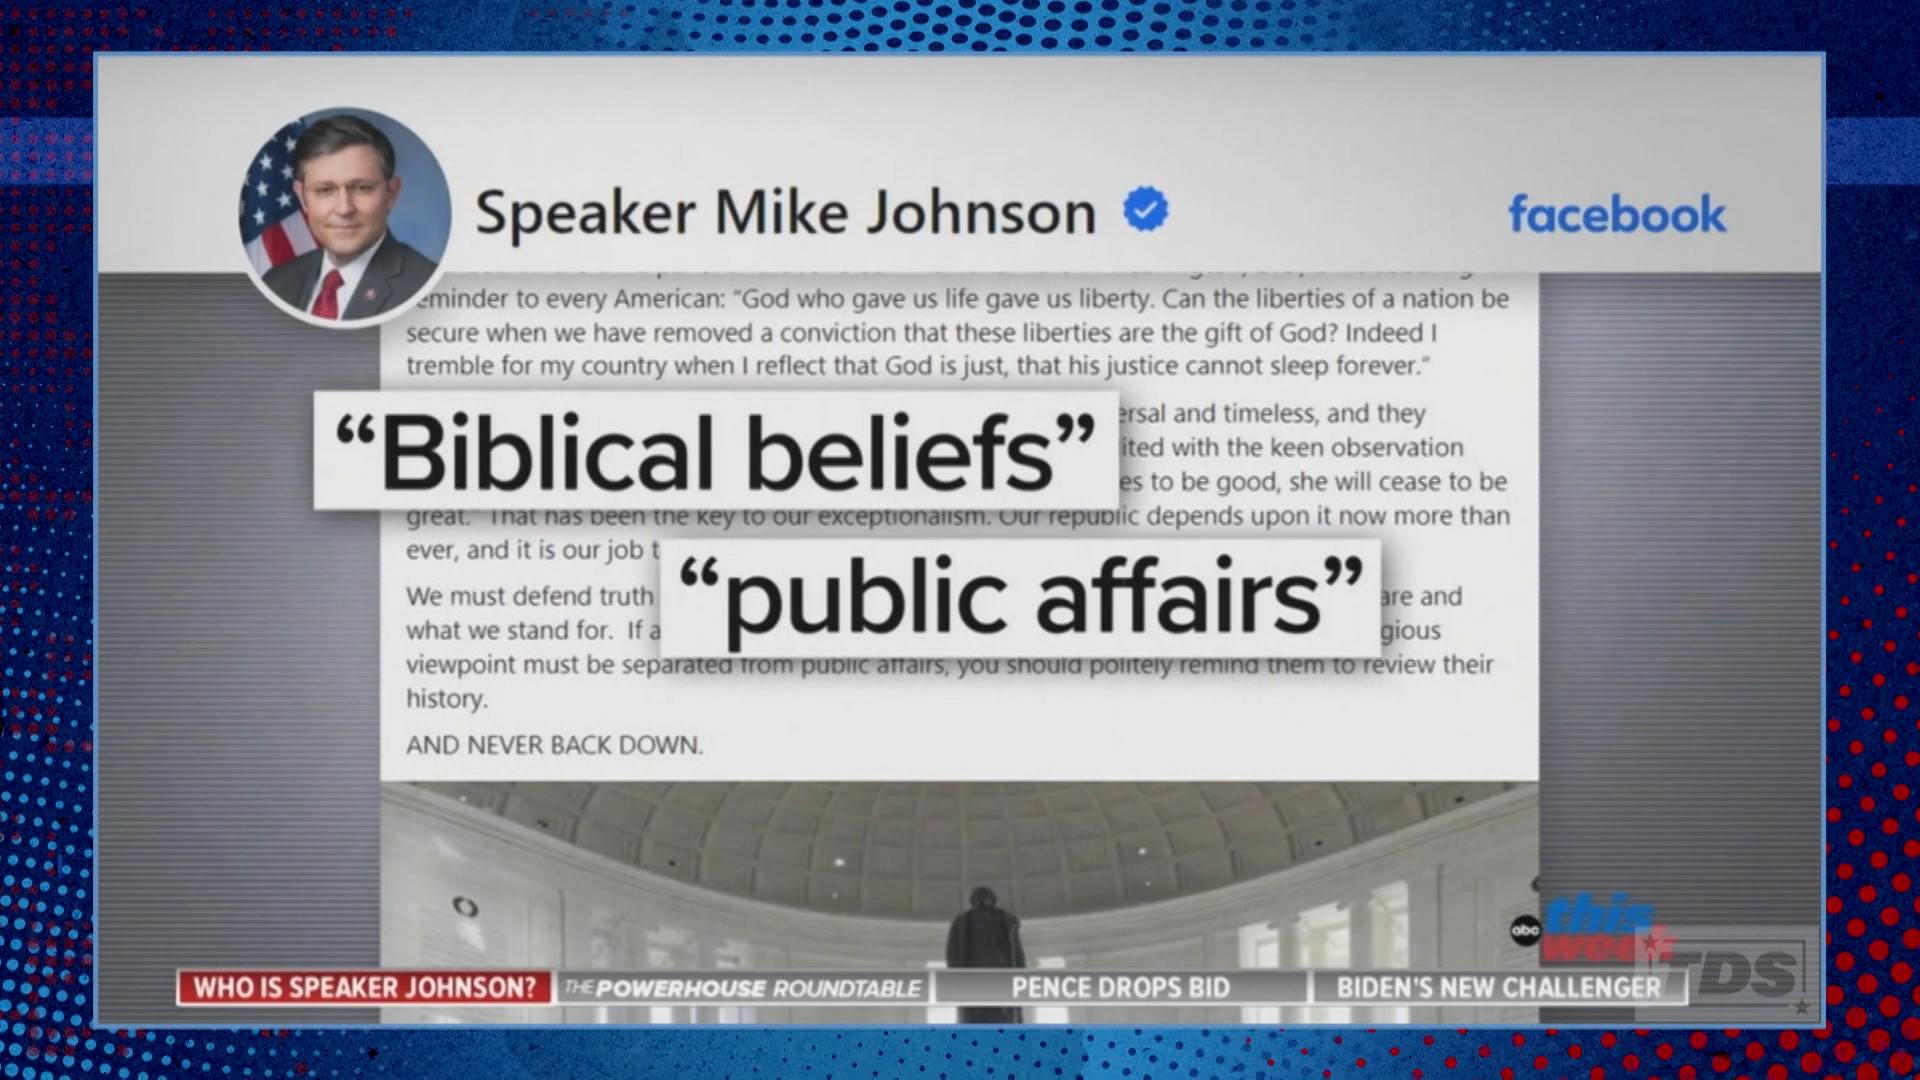 Speaker Mike Johnson
facebook
eminder to every American: “God who gave us life gave us liberty. Can the liberties of a nation be
secure when we have removed a conviction that these liberties are the gift of God? Indeed I
tremble for my country when I reflect that God is just, that his justice cannot sleep forever.”
“Biblical beliefs”
ersal and timeless, and they
ited with the keen observation
es to be good, she will cease to be
great.” That has been the key to our exceptionalism. Our republic depends upon it now more than
ever, and it is our job t
“public affairs”
We must defend truth
are and
what we stand for. If a
gious
viewpoint must be separated from public affairs, you should politely remind them to review their
history.
AND NEVER BACK DOWN.
abc
this week
TDS
WHO IS SPEAKER JOHNSON?
THE POWERHOUSE ROUNDTABLE
PENCE DROPS BID
BIDEN'S NEW CHALLENGER